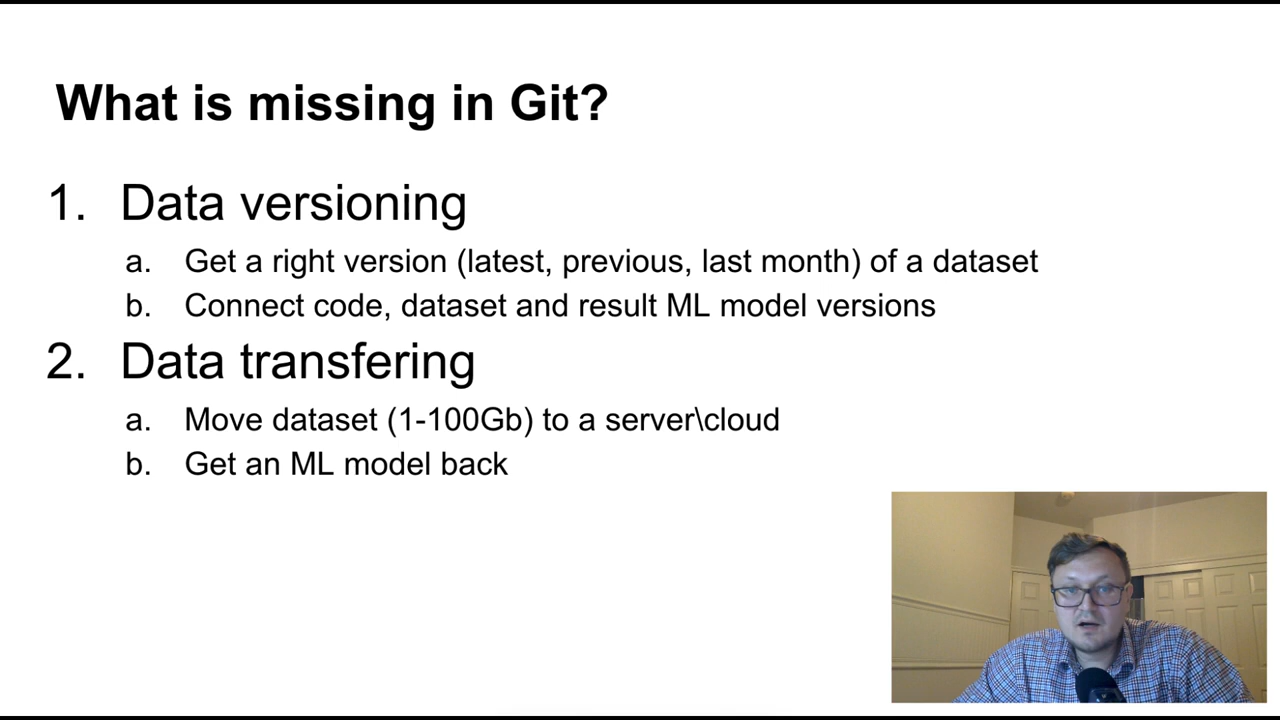 What is missing in Git?
1. Data versioning
a. Get a right version (latest, previous, last month) of a dataset
b. Connect code, dataset and result ML model versions
2. Data transfering
a. Move dataset (1-100Gb) to a server\cloud
b. Get an ML model back